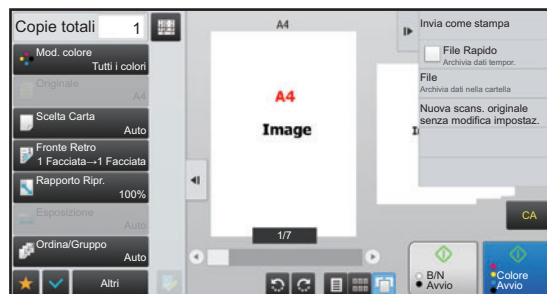 Copie totali 1
Mod. colore
Tutti i colori
Originale
A4
Scelta Carta
Auto
Fronte Retro
1 Facciata→1 Facciata
Rapporto Ripr.
100%
Esposizione
Auto
Ordina/Gruppo
Auto
Altri
A4
A4
Image
1/7
Invia come stampa
File Rapido
Archivia dati tempor.
File
Archivia dati nella cartella
Nuova scans. originale
senza modifica impostaz.
CA
B/N
Avvio
Colore
Avvio